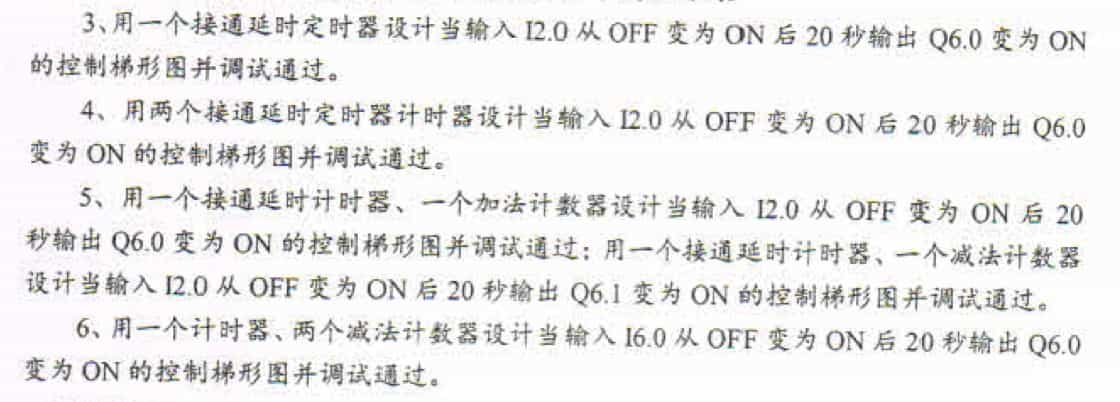 3、用一个接通延时定时器设计当输入 I2.0 从 OFF 变为 ON 后 20 秒输出 Q6.0 变为 ON
的控制梯形图并调试通过。
4、用两个接通延时定时器计时器设计当输入 I2.0 从 OFF 变为 ON 后 20 秒输出 Q6.0
变为 ON 的控制梯形图并调试通过。
5、用一个接通延时计时器、一个加法计数器设计当输入 I2.0 从 OFF 变为 ON 后 20
秒输出 Q6.0 变为 ON 的控制梯形图并调试通过；用一个接通延时计时器、一个减法计数器
设计当输入 I2.0 从 OFF 变为 ON 后 20 秒输出 Q6.1 变为 ON 的控制梯形图并调试通过。
6、用一个计时器、两个减法计数器设计当输入 I6.0 从 OFF 变为 ON 后 20 秒输出 Q6.0
变为 ON 的控制梯形图并调试通过。